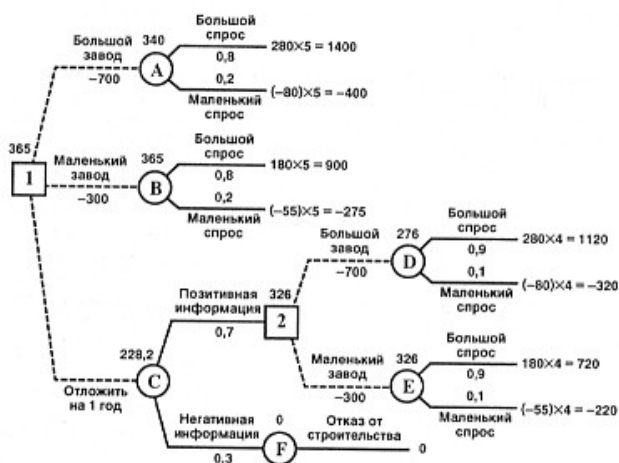 Большой
завод
−700
340
A
Большой
спрос
0,8
280×5 = 1400
0,2
Маленький
спрос
(−80)×5 = −400
365
1
Маленький
завод
−300
365
B
Большой
спрос
0,8
180×5 = 900
0,2
Маленький
спрос
(−55)×5 = −275
Отложить
на 1 год
228,2
C
Позитивная
информация
0,7
326
2
Большой
завод
−700
276
D
Большой
спрос
0,9
280×4 = 1120
0,1
Маленький
спрос
(−80)×4 = −320
Маленький
завод
−300
326
E
Большой
спрос
0,9
180×4 = 720
0,1
Маленький
спрос
(−55)×4 = −220
Негативная
информация
0,3
0
F
Отказ от
строительства
0